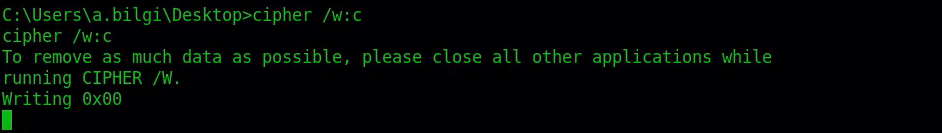 C:\Users\a.bilgi\Desktop>cipher /w:c
cipher /w:c
To remove as much data as possible, please close all other applications while
running CIPHER /W.
Writing 0x00